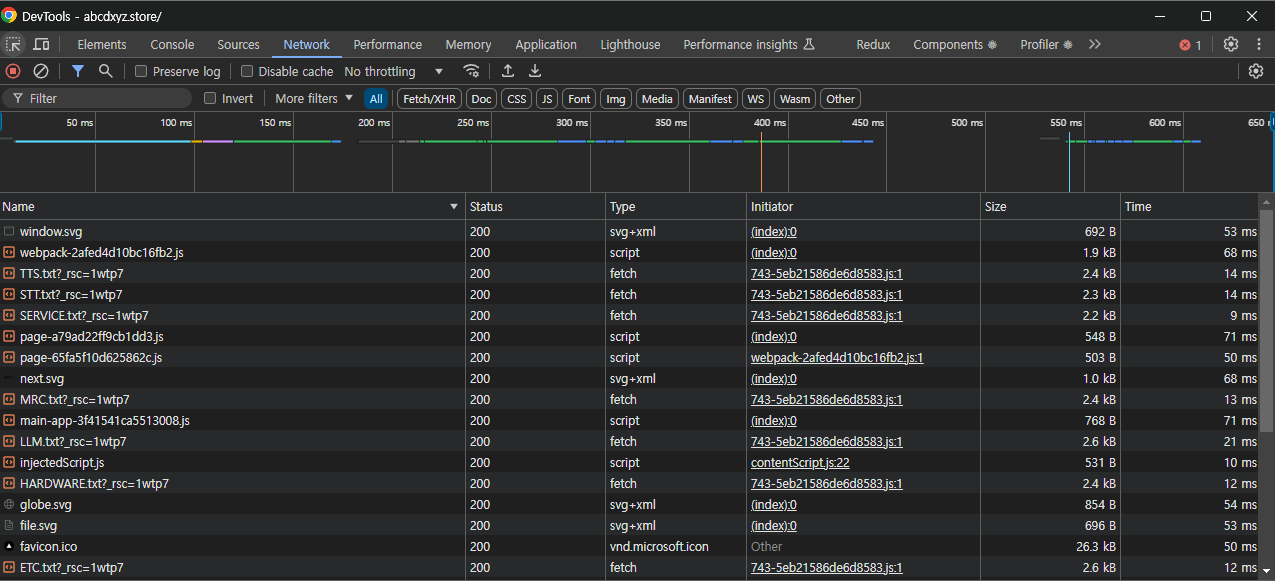 DevTools - abcdxyz.store/
Elements Console Sources Network Performance Memory Application Lighthouse Performance insights Redux Components Profiler 1
Preserve log Disable cache No throttling
Filter Invert More filters All Fetch/XHR Doc CSS JS Font Img Media Manifest WS Wasm Other
50 ms 100 ms 150 ms 200 ms 250 ms 300 ms 350 ms 400 ms 450 ms 500 ms 550 ms 600 ms 650
Name Status Type Initiator Size Time
window.svg 200 svg+xml (index):0 692 B 53 ms
webpack-2afed4d10bc16fb2.js 200 script (index):0 1.9 kB 68 ms
TTS.txt?_rsc=1wtp7 200 fetch 743-5eb21586de6d8583.js:1 2.4 kB 14 ms
STT.txt?_rsc=1wtp7 200 fetch 743-5eb21586de6d8583.js:1 2.3 kB 14 ms
SERVICE.txt?_rsc=1wtp7 200 fetch 743-5eb21586de6d8583.js:1 2.2 kB 9 ms
page-a79ad22ff9cb1dd3.js 200 script (index):0 548 B 71 ms
page-65fa5f10d625862c.js 200 script webpack-2afed4d10bc16fb2.js:1 503 B 50 ms
next.svg 200 svg+xml (index):0 1.0 kB 68 ms
MRC.txt?_rsc=1wtp7 200 fetch 743-5eb21586de6d8583.js:1 2.4 kB 13 ms
main-app-3f41541ca5513008.js 200 script (index):0 768 B 71 ms
LLM.txt?_rsc=1wtp7 200 fetch 743-5eb21586de6d8583.js:1 2.6 kB 21 ms
injectedScript.js 200 script contentScript.js:22 531 B 10 ms
HARDWARE.txt?_rsc=1wtp7 200 fetch 743-5eb21586de6d8583.js:1 2.4 kB 12 ms
globe.svg 200 svg+xml (index):0 854 B 54 ms
file.svg 200 svg+xml (index):0 696 B 53 ms
favicon.ico 200 vnd.microsoft.icon Other 26.3 kB 50 ms
ETC.txt?_rsc=1wtp7 200 fetch 743-5eb21586de6d8583.js:1 2.6 kB 12 ms